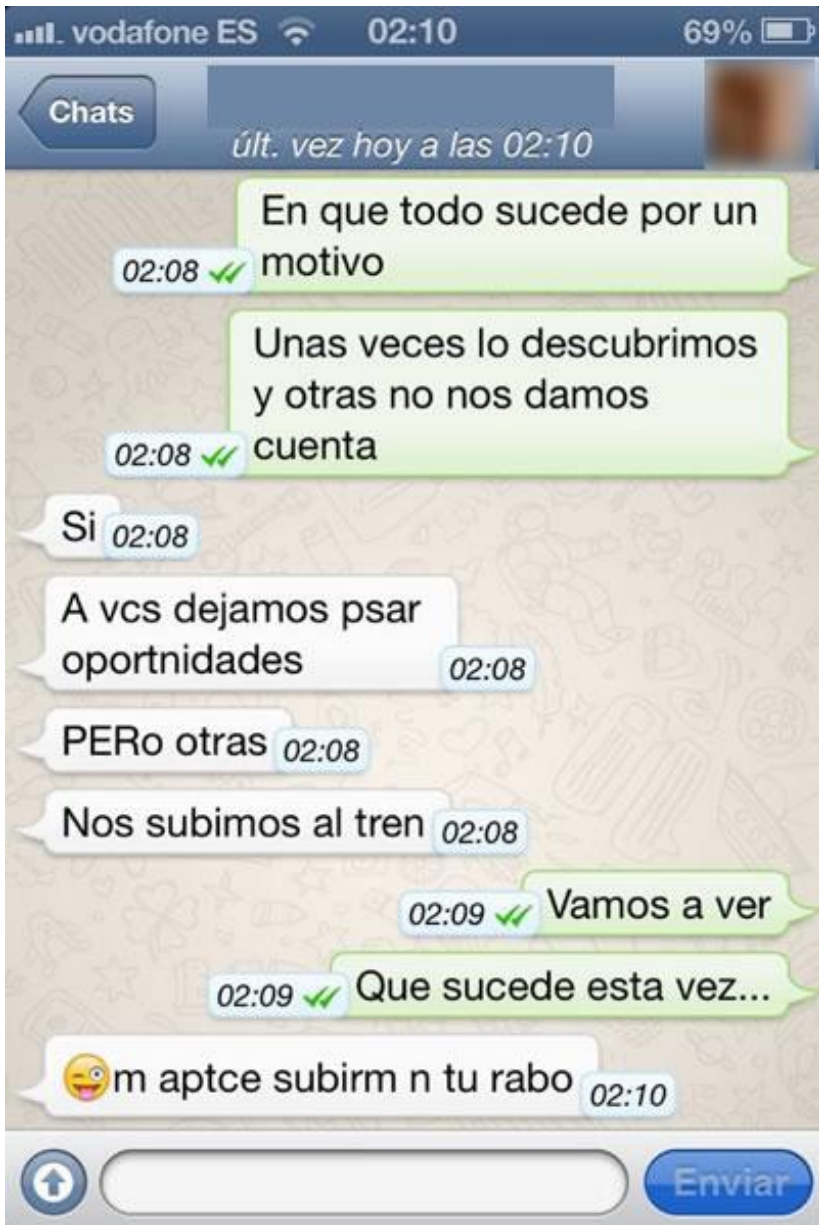 vodafone ES 02:10 69%
Chats
últ. vez hoy a las 02:10
En que todo sucede por un
motivo
02:08
Unas veces lo descubrimos
y otras no nos damos
cuenta
02:08
Si 02:08
A vcs dejamos psar
oportnidades 02:08
PERo otras 02:08
Nos subimos al tren 02:08
02:09 Vamos a ver
02:09 Que sucede esta vez...
😜m aptce subirm n tu rabo 02:10
Enviar